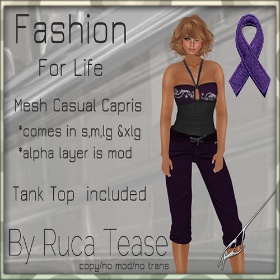 Fashion
For Life
Mesh Casual Capris
*comes in s,m,lg &xlg
*alpha layer is mod
Tank Top included
By Ruca Tease
copy/no mod/no trans